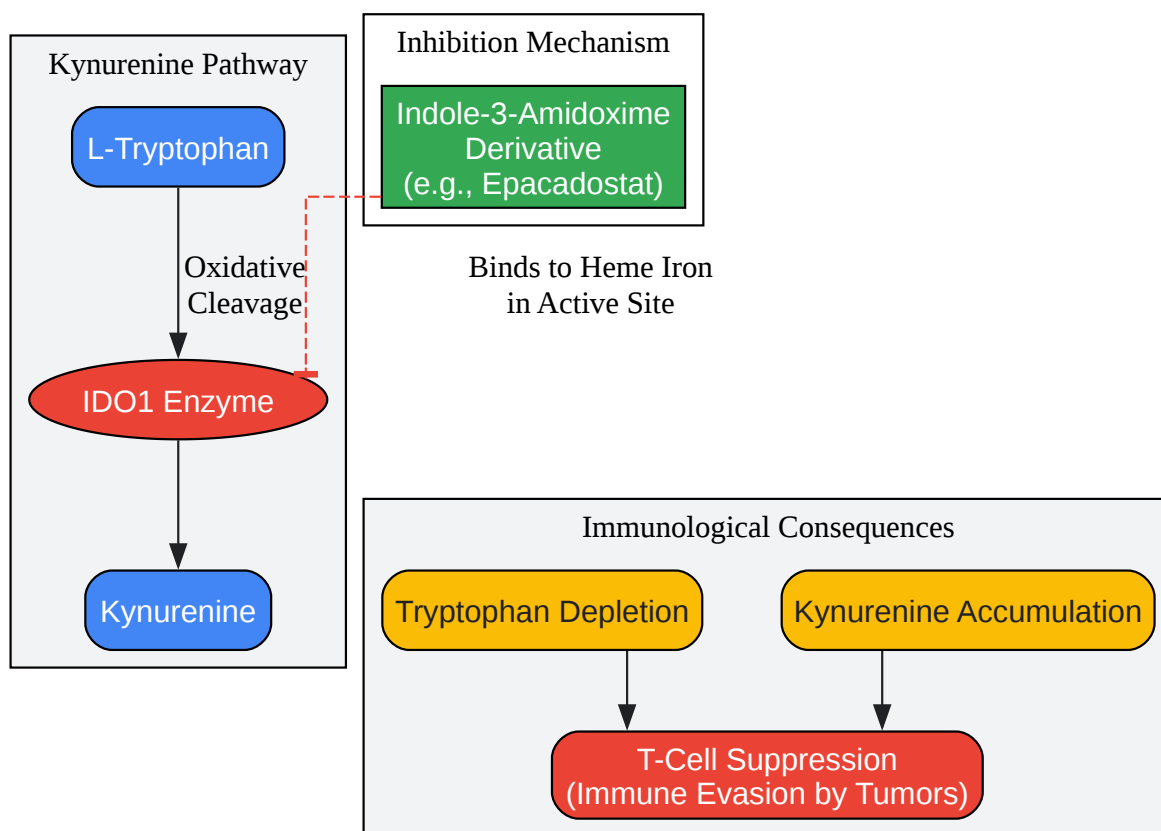 Kynurenine Pathway
L-Tryptophan
Oxidative
Cleavage
IDO1 Enzyme
Kynurenine
Inhibition Mechanism
Indole-3-Amidoxime
Derivative
(e.g., Epacadostat)
Binds to Heme Iron
in Active Site
Immunological Consequences
Tryptophan Depletion
Kynurenine Accumulation
T-Cell Suppression
(Immune Evasion by Tumors)